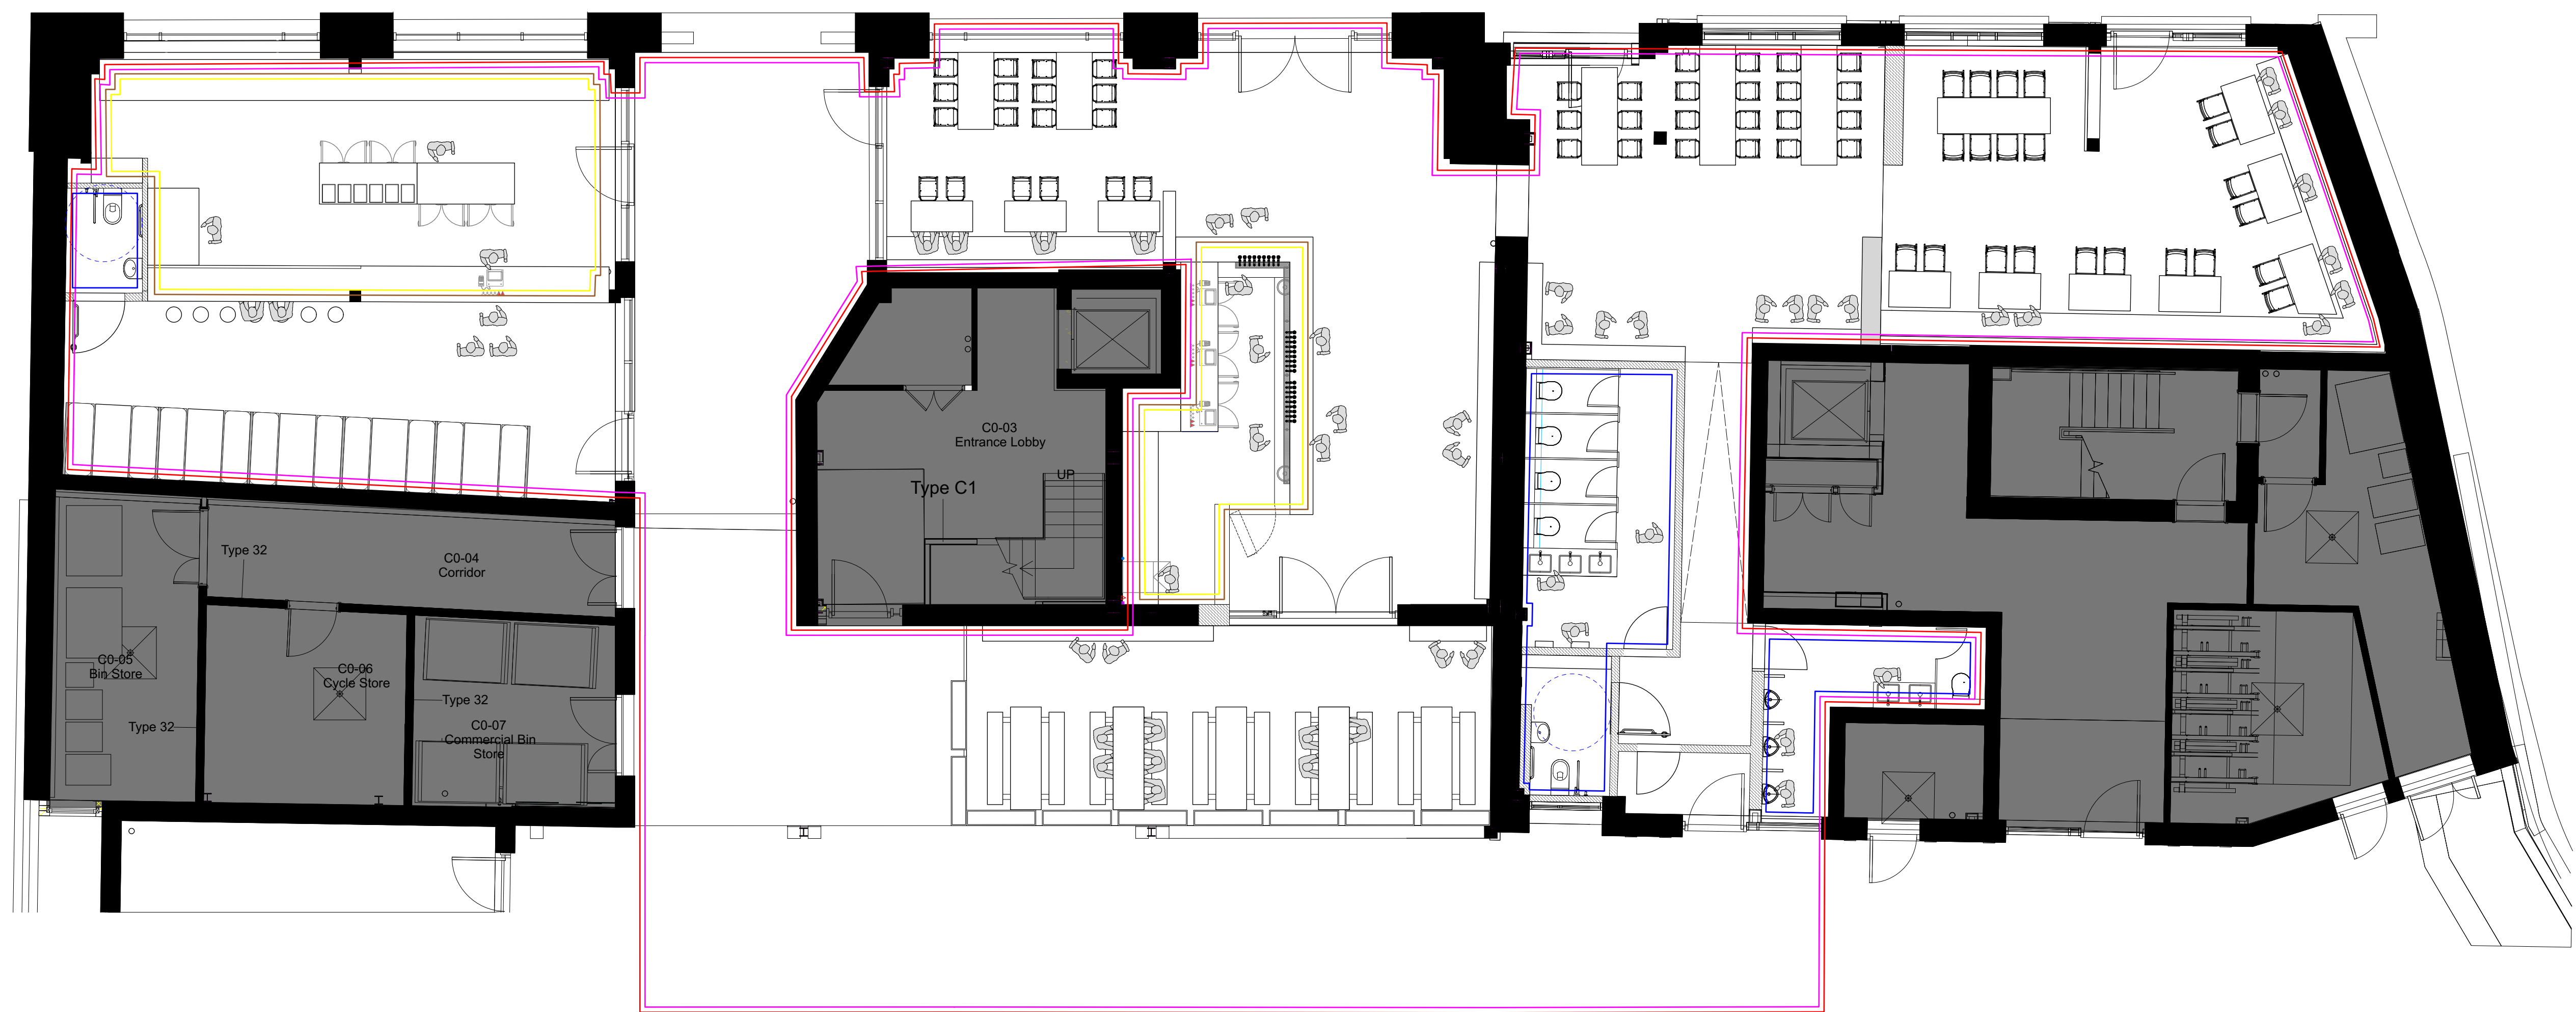 C0-03
Entrance Lobby
UP
Type C1
Type 32
C0-04
Corridor
C0-05
Bin Store
C0-06
Cycle Store
Type 32
Type 32
C0-07
Commercial Bin
Store